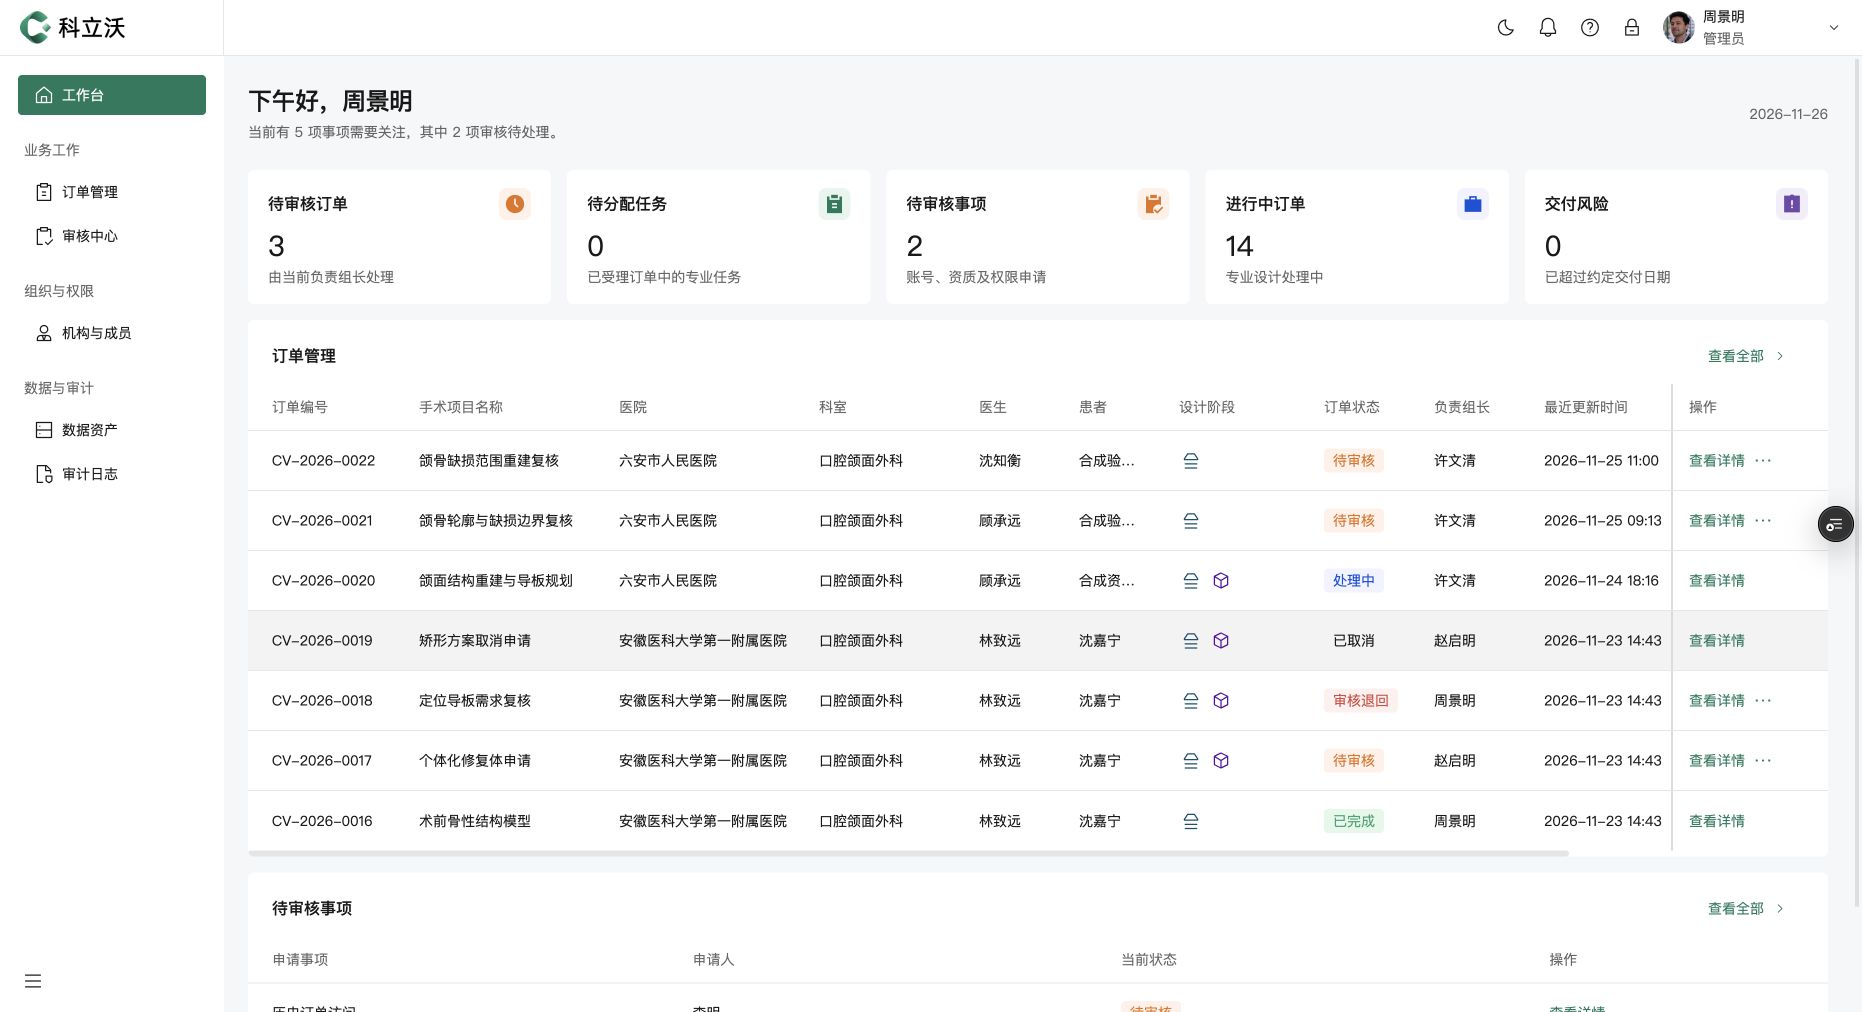 科立沃
周景明
管理员
工作台
业务工作
订单管理
审核中心
组织与权限
机构与成员
数据与审计
数据资产
审计日志
下午好，周景明
当前有 5 项事项需要关注，其中 2 项审核待处理。
2026-11-26
待审核订单
3
由当前负责组长处理
待分配任务
0
已受理订单中的专业任务
待审核事项
2
账号、资质及权限申请
进行中订单
14
专业设计处理中
交付风险
0
已超过约定交付日期
订单管理 查看全部
订单编号 手术项目名称 医院 科室 医生 患者 设计阶段 订单状态 负责组长 最近更新时间 操作
CV-2026-0022 颌骨缺损范围重建复核 六安市人民医院 口腔颌面外科 沈知衡 合成验... 待审核 许文清 2026-11-25 11:00 查看详情 ···
CV-2026-0021 颌骨轮廓与缺损边界复核 六安市人民医院 口腔颌面外科 顾承远 合成验... 待审核 许文清 2026-11-25 09:13 查看详情 ···
CV-2026-0020 颌面结构重建与导板规划 六安市人民医院 口腔颌面外科 顾承远 合成资... 处理中 许文清 2026-11-24 18:16 查看详情
CV-2026-0019 矫形方案取消申请 安徽医科大学第一附属医院 口腔颌面外科 林致远 沈嘉宁 已取消 赵启明 2026-11-23 14:43 查看详情
CV-2026-0018 定位导板需求复核 安徽医科大学第一附属医院 口腔颌面外科 林致远 沈嘉宁 审核退回 周景明 2026-11-23 14:43 查看详情 ···
CV-2026-0017 个体化修复体申请 安徽医科大学第一附属医院 口腔颌面外科 林致远 沈嘉宁 待审核 赵启明 2026-11-23 14:43 查看详情 ···
CV-2026-0016 术前骨性结构模型 安徽医科大学第一附属医院 口腔颌面外科 林致远 沈嘉宁 已完成 周景明 2026-11-23 14:43 查看详情
待审核事项 查看全部
申请事项 申请人 当前状态 操作
历史订单访问 李明 待审核 查看详情